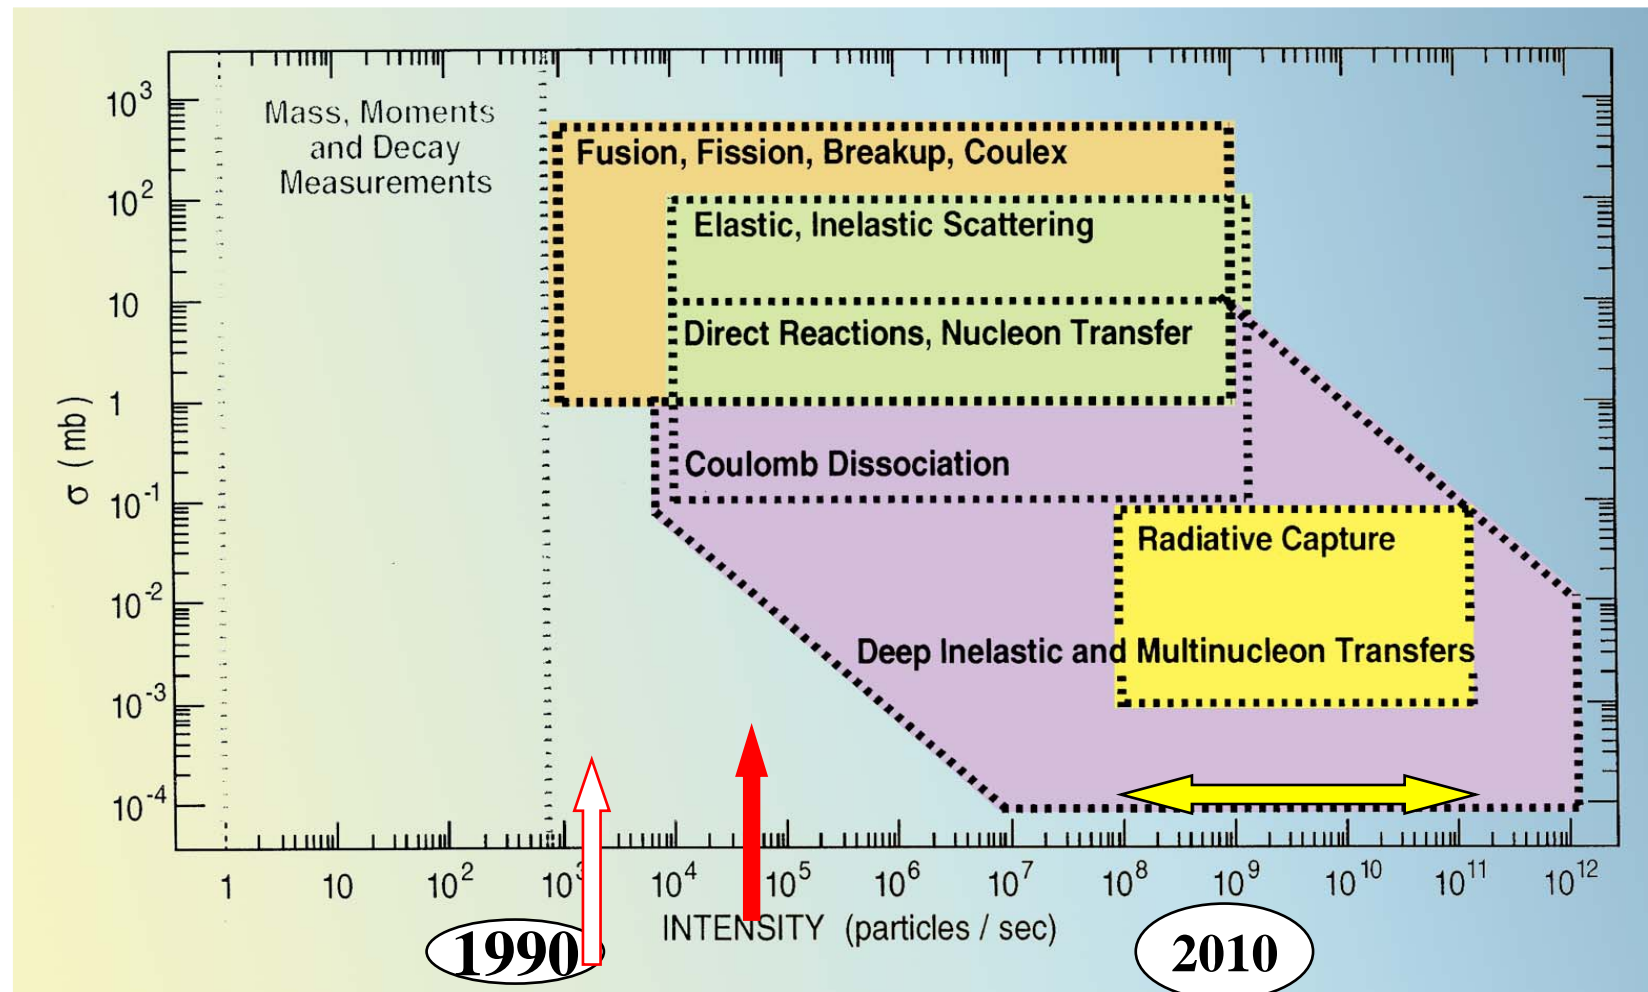 10³
Mass, Moments
and Decay
Measurements
Fusion, Fission, Breakup, Coulex
10²
Elastic, Inelastic Scattering
10
Direct Reactions, Nucleon Transfer
1
σ ( mb )
Coulomb Dissociation
10⁻¹
Radiative Capture
10⁻²
Deep Inelastic and Multinucleon Transfers
10⁻³
10⁻⁴
1 10 10² 10³ 10⁴ 10⁵ 10⁶ 10⁷ 10⁸ 10⁹ 10¹⁰ 10¹¹ 10¹²
INTENSITY (particles / sec)
1990 2010